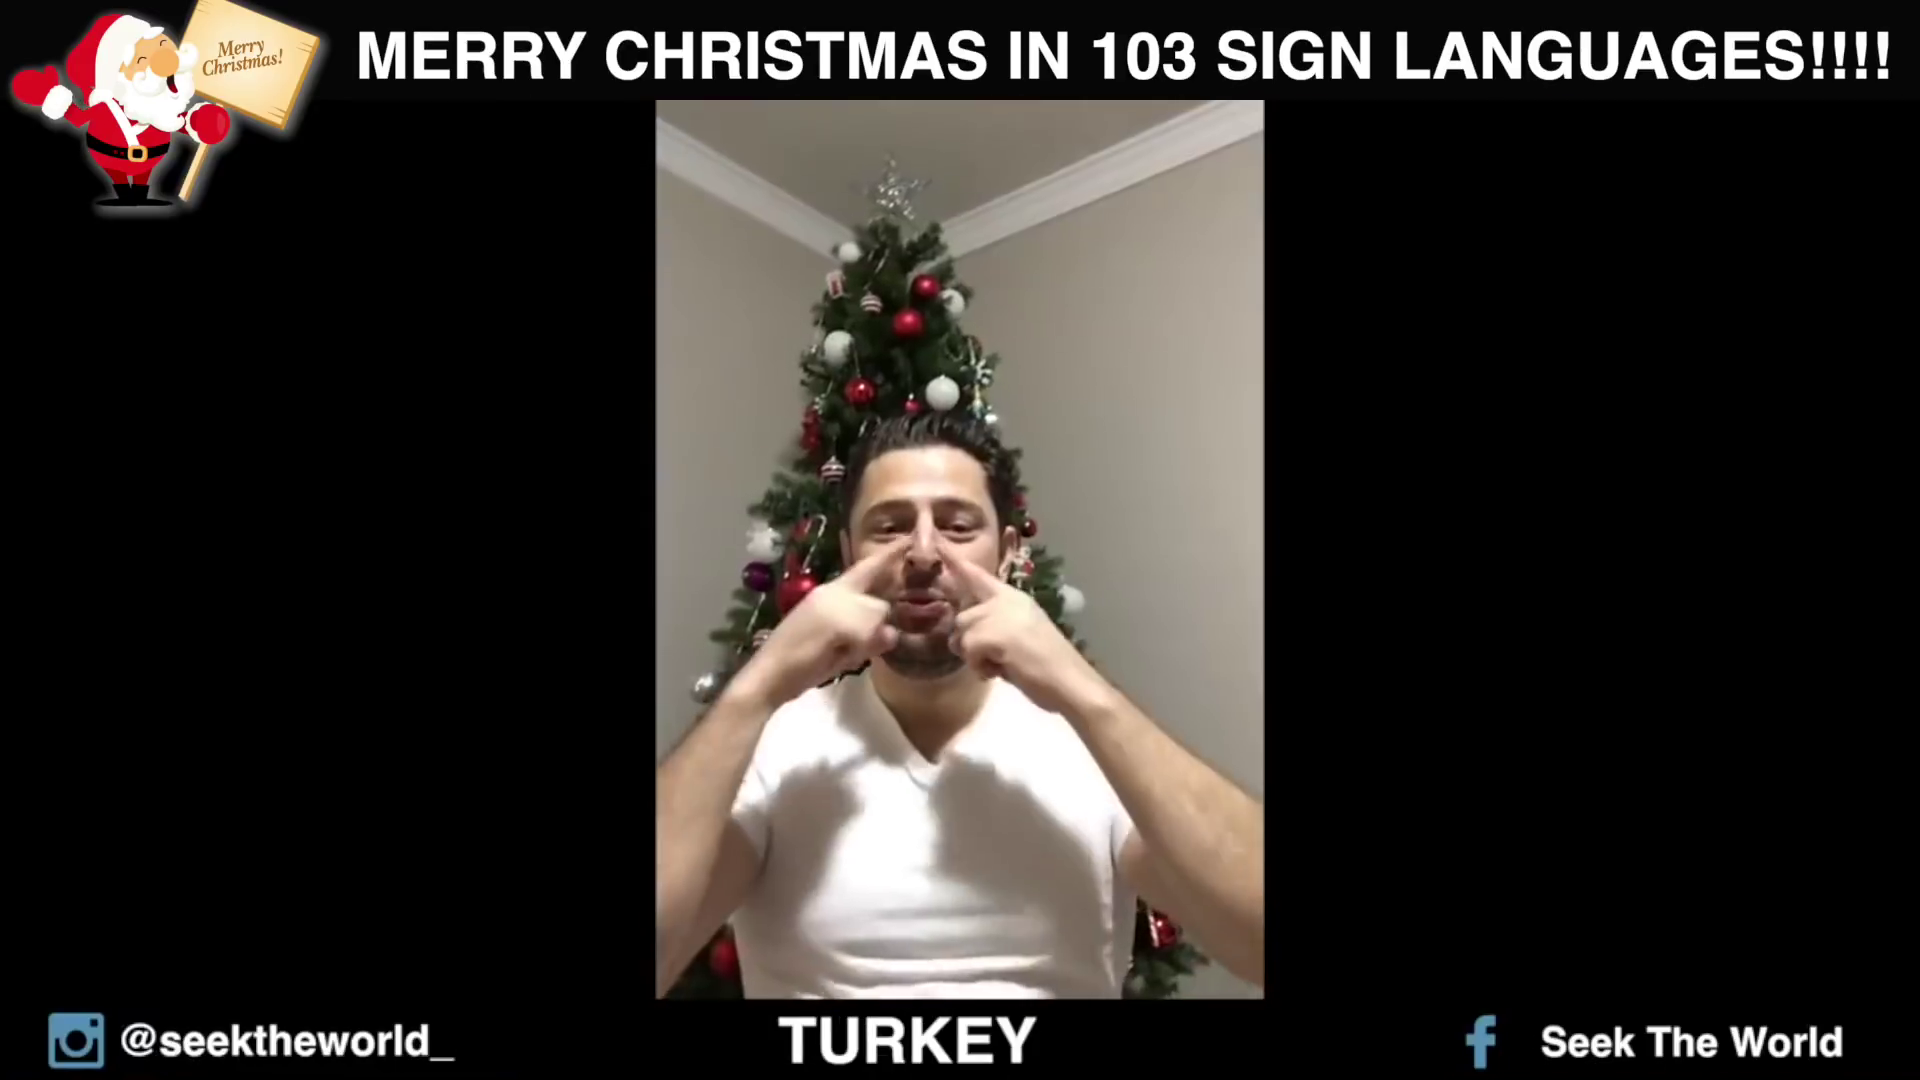 Merry
Christmas!
MERRY CHRISTMAS IN 103 SIGN LANGUAGES!!!!
@seektheworld_
TURKEY
Seek The World